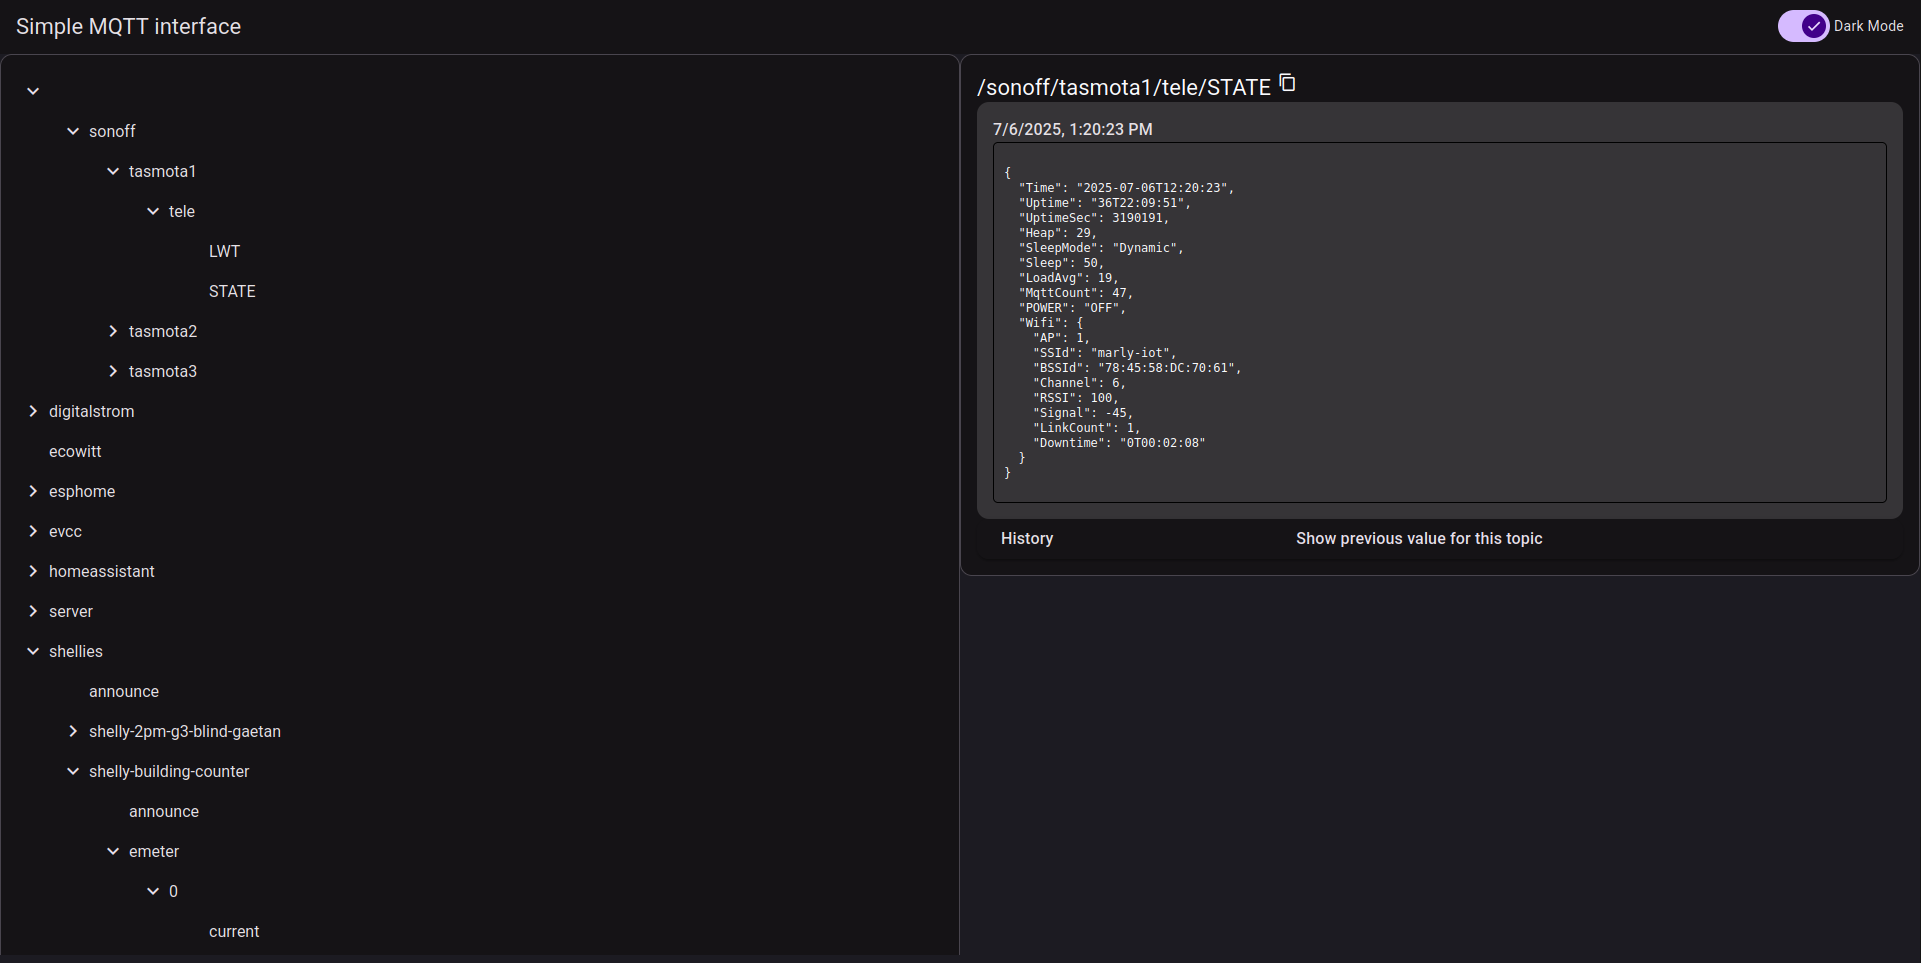 Simple MQTT interface
Dark Mode
sonoff
tasmota1
tele
LWT
STATE
tasmota2
tasmota3
digitalstrom
ecowitt
esphome
evcc
homeassistant
server
shellies
announce
shelly-2pm-g3-blind-gaetan
shelly-building-counter
announce
emeter
0
current
/sonoff/tasmota1/tele/STATE
7/6/2025, 1:20:23 PM
{
"Time": "2025-07-06T12:20:23",
"Uptime": "36T22:09:51",
"UptimeSec": 3190191,
"Heap": 29,
"SleepMode": "Dynamic",
"Sleep": 50,
"LoadAvg": 19,
"MqttCount": 47,
"POWER": "OFF",
"Wifi": {
"AP": 1,
"SSId": "marly-iot",
"BSSId": "78:45:58:DC:70:61",
"Channel": 6,
"RSSI": 100,
"Signal": -45,
"LinkCount": 1,
"Downtime": "0T00:02:08"
}
}
History
Show previous value for this topic